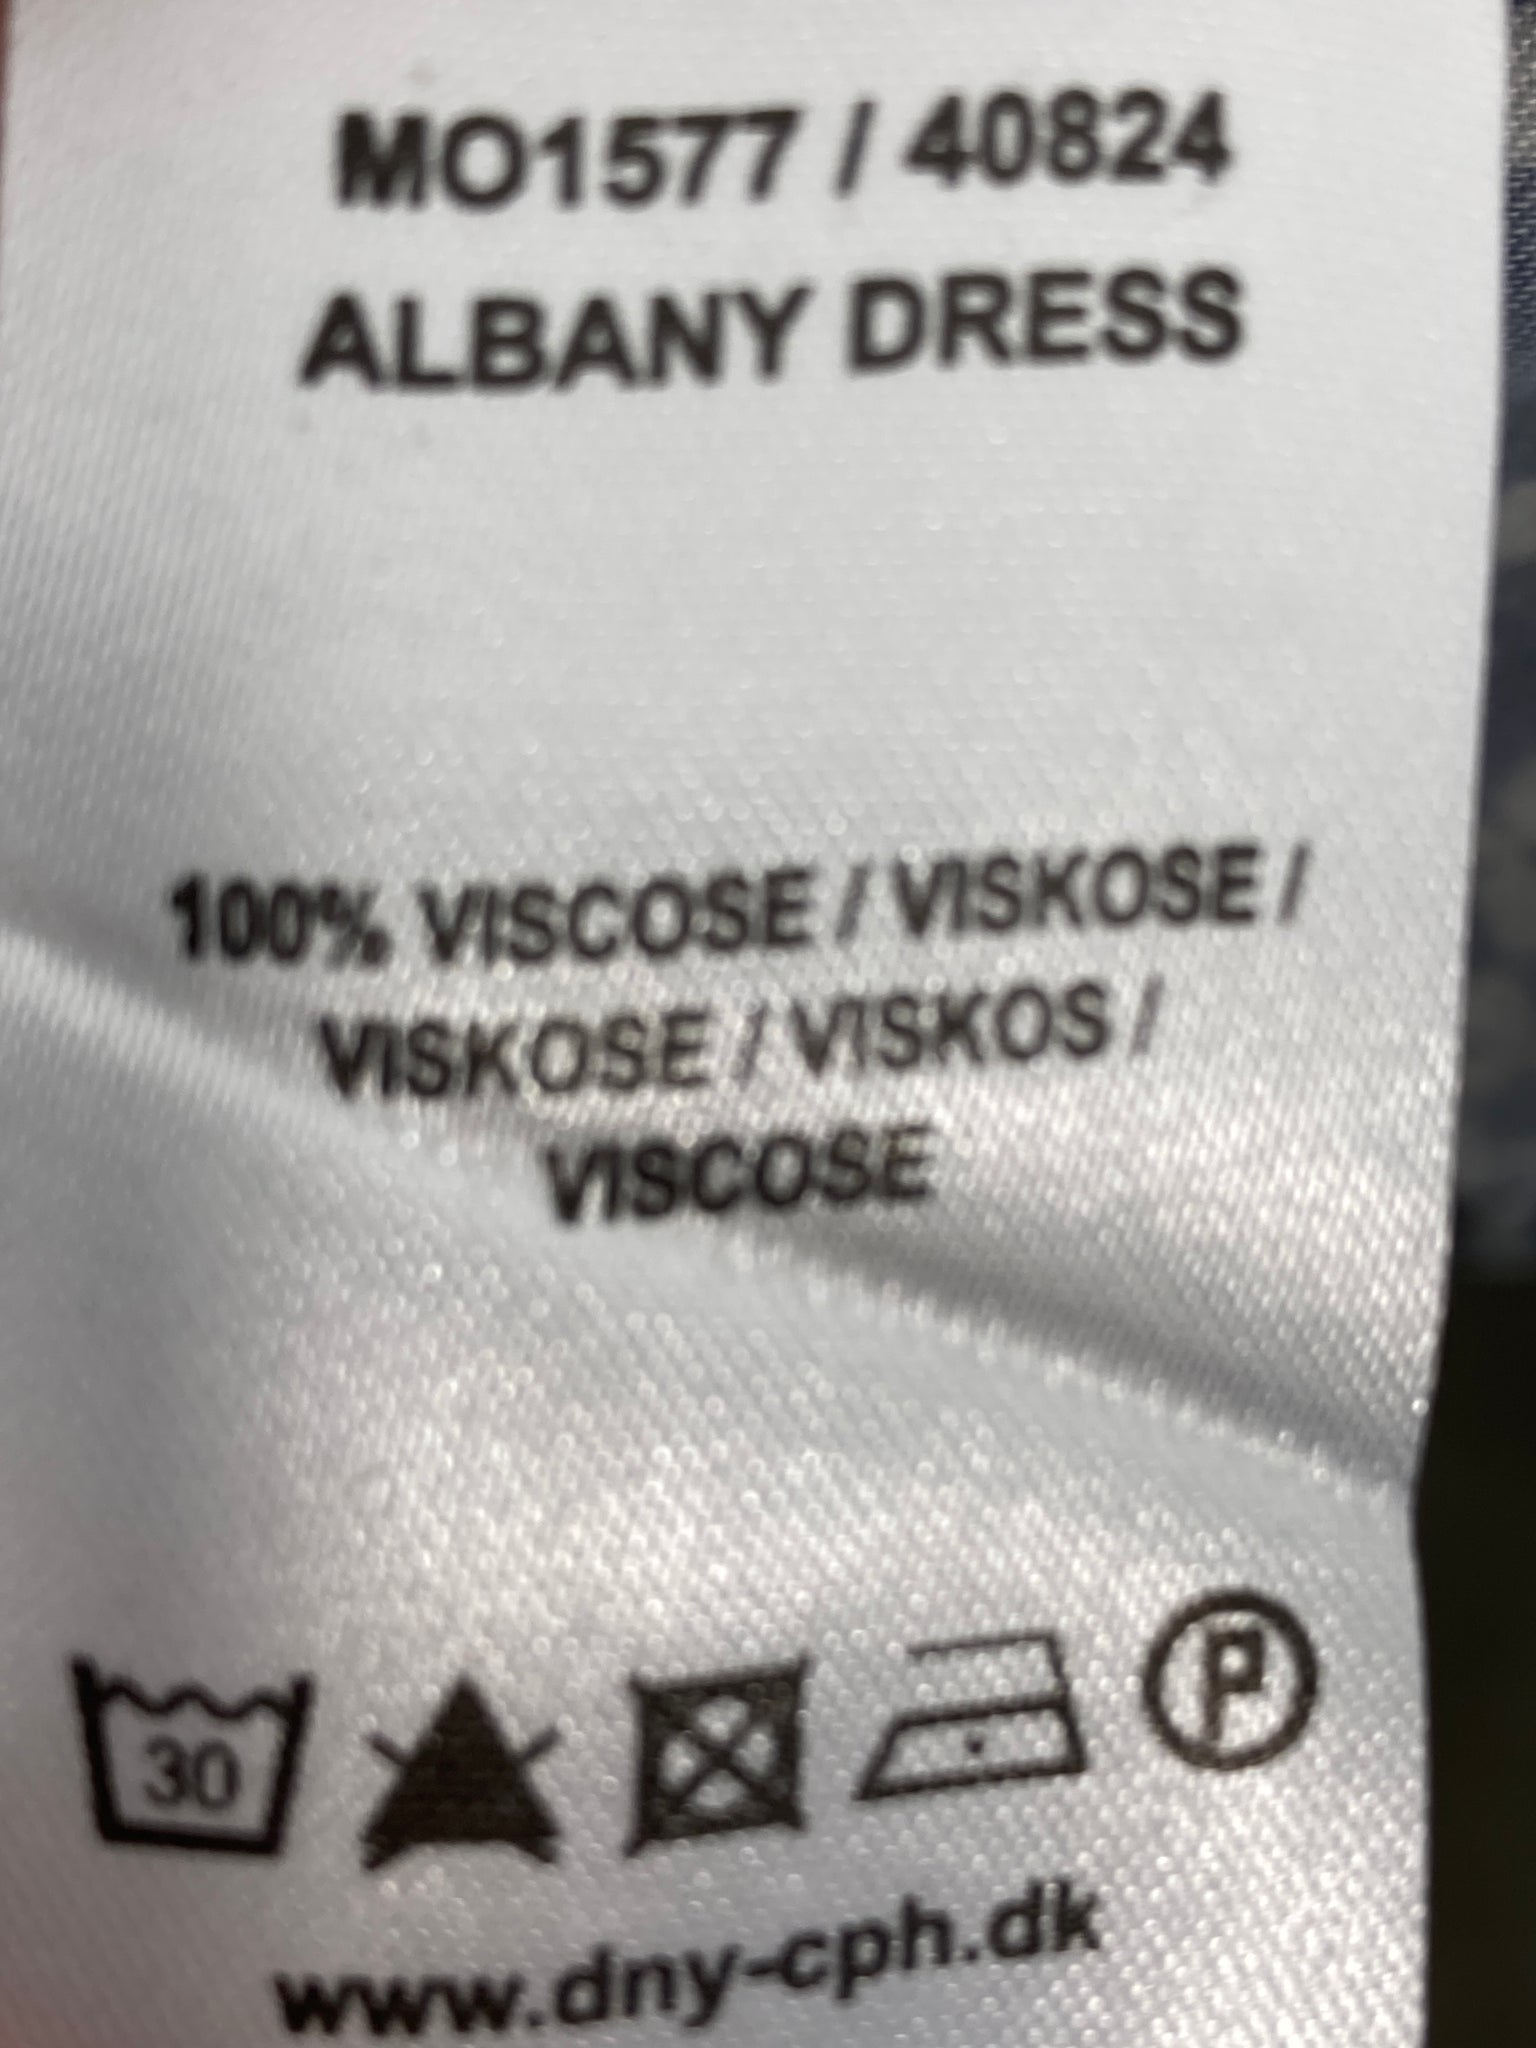 MO1577 / 40824
ALBANY DRESS
100% VISCOSE / VISKOSE /
VISKOSE / VISKOS /
VISCOSE
30
P
www.dny-cph.dk